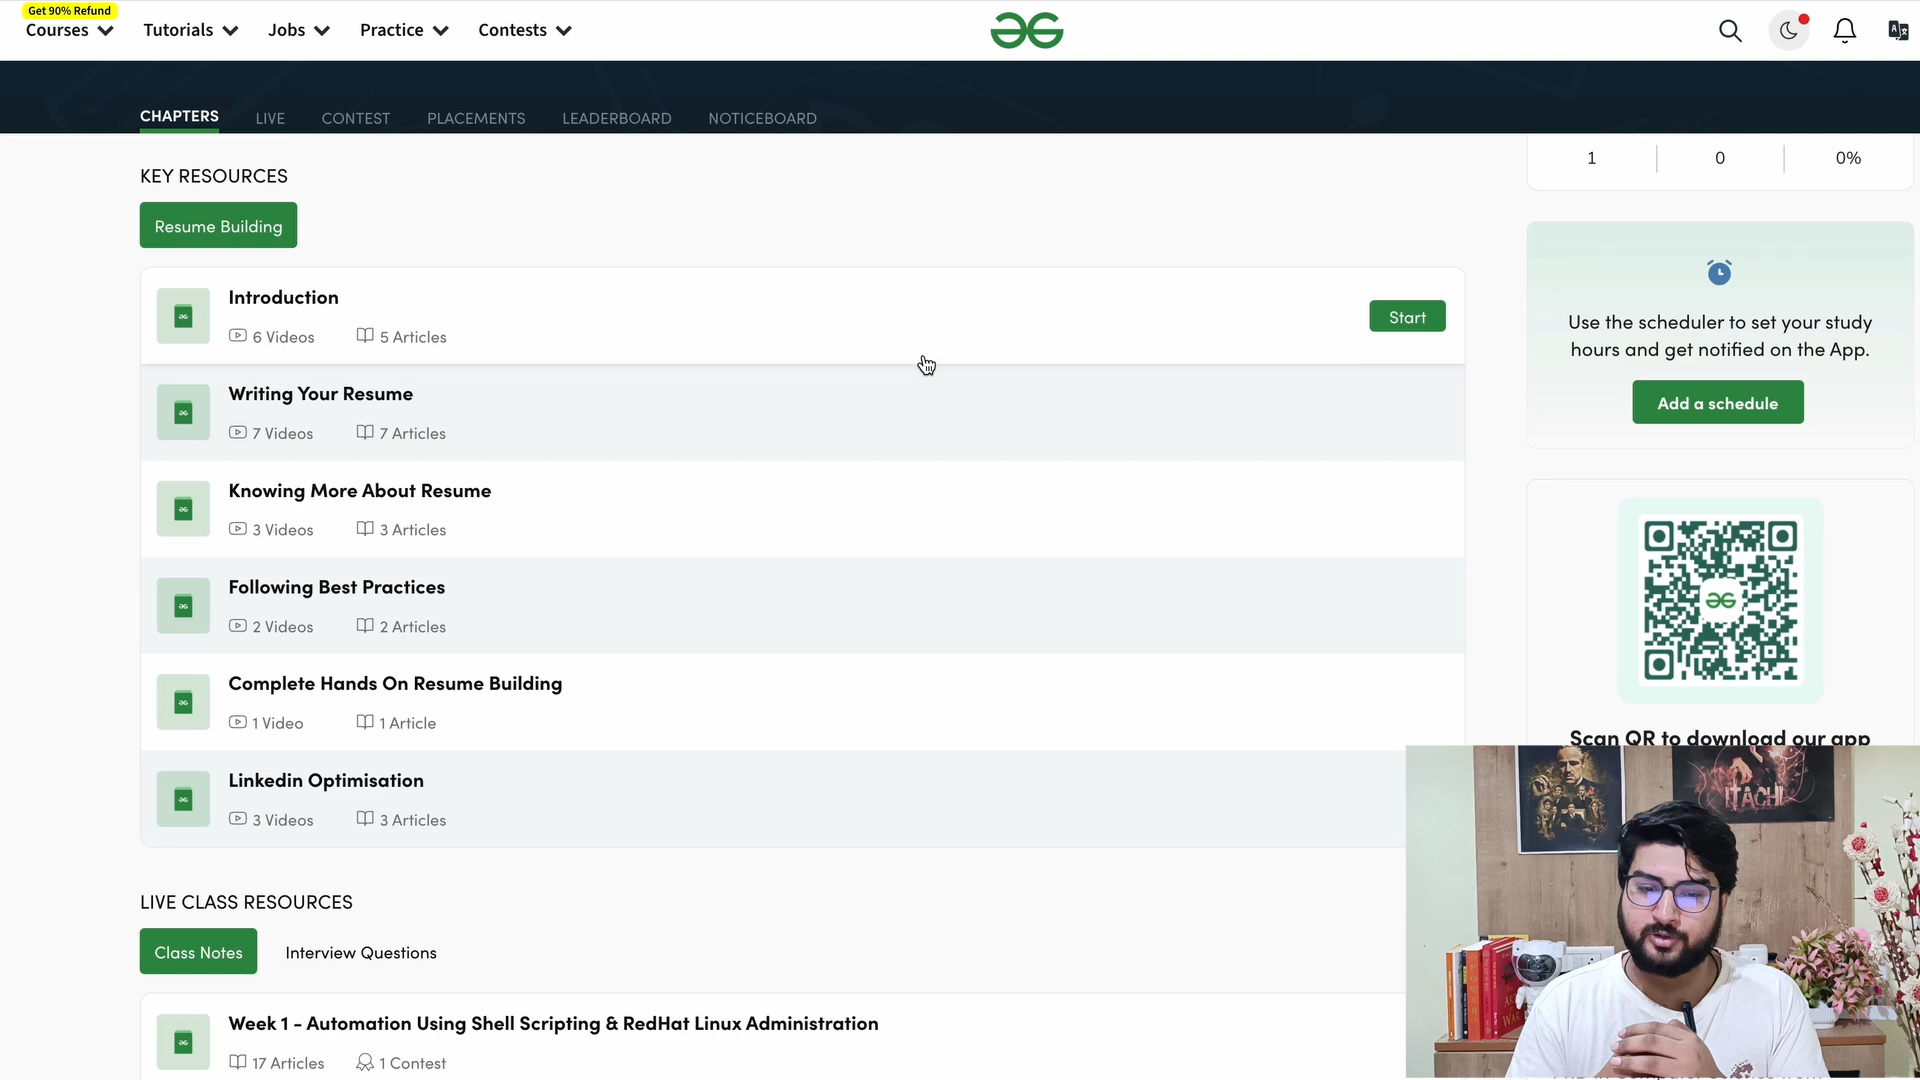 Get 90% Refund
Courses
Tutorials
Jobs
Practice
Contests
CHAPTERS
LIVE
CONTEST
PLACEMENTS
LEADERBOARD
NOTICEBOARD
KEY RESOURCES
Resume Building
Introduction
6 Videos
5 Articles
Start
Writing Your Resume
7 Videos
7 Articles
Knowing More About Resume
3 Videos
3 Articles
Following Best Practices
2 Videos
2 Articles
Complete Hands On Resume Building
1 Video
1 Article
Linkedin Optimisation
3 Videos
3 Articles
LIVE CLASS RESOURCES
Class Notes
Interview Questions
Week 1 - Automation Using Shell Scripting & RedHat Linux Administration
17 Articles
1 Contest
1
0
0%
Use the scheduler to set your study
hours and get notified on the App.
Add a schedule
Scan QR to download our app
ITACHI